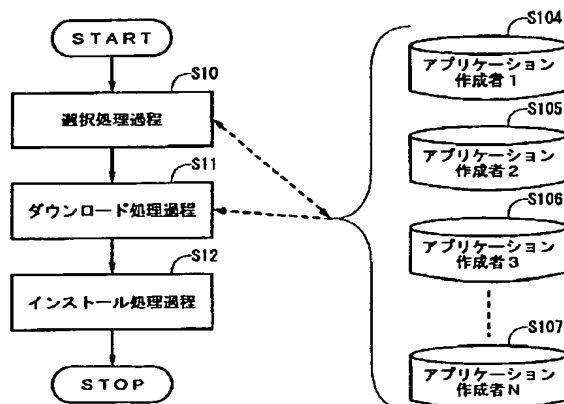 START
S10
選択処理過程
S11
ダウンロード処理過程
S12
インストール処理過程
STOP
S104
アプリケーション
作成者1
S105
アプリケーション
作成者2
S106
アプリケーション
作成者3
S107
アプリケーション
作成者N